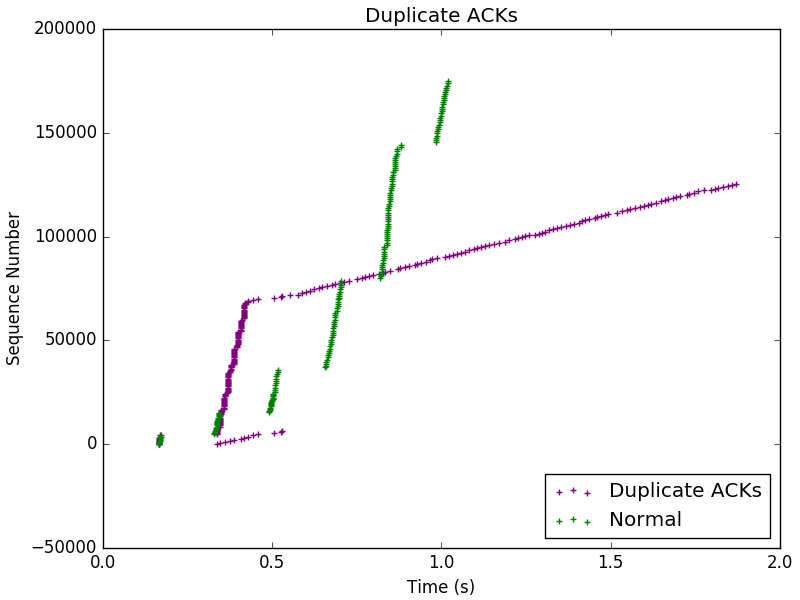 Duplicate ACKs
200000
150000
100000
50000
0
−50000
Sequence Number
0.0 0.5 1.0 1.5 2.0
Time (s)
Duplicate ACKs
Normal